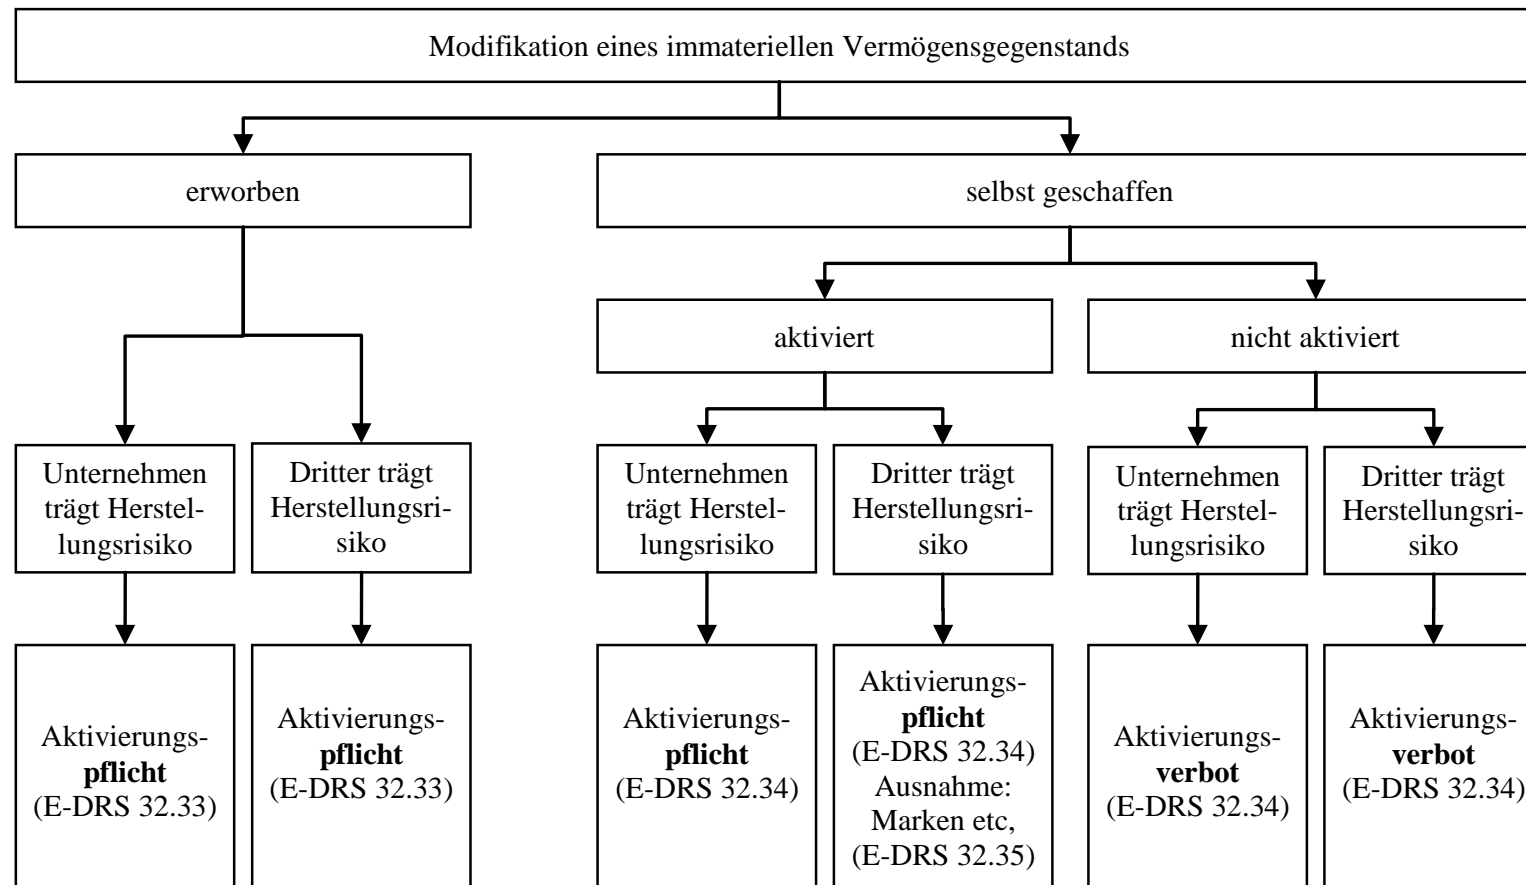 Modifikation eines immateriellen Vermögensgegenstands
erworben
selbst geschaffen
aktiviert
nicht aktiviert
Unternehmen
trägt Herstel-
lungsrisiko
Dritter trägt
Herstellungsri-
siko
Unternehmen
trägt Herstel-
lungsrisiko
Dritter trägt
Herstellungsri-
siko
Unternehmen
trägt Herstel-
lungsrisiko
Dritter trägt
Herstellungsri-
siko
Aktivierungs-
pflicht
(E-DRS 32.33)
Aktivierungs-
pflicht
(E-DRS 32.33)
Aktivierungs-
pflicht
(E-DRS 32.34)
Aktivierungs-
pflicht
(E-DRS 32.34)
Ausnahme:
Marken etc,
(E-DRS 32.35)
Aktivierungs-
verbot
(E-DRS 32.34)
Aktivierungs-
verbot
(E-DRS 32.34)